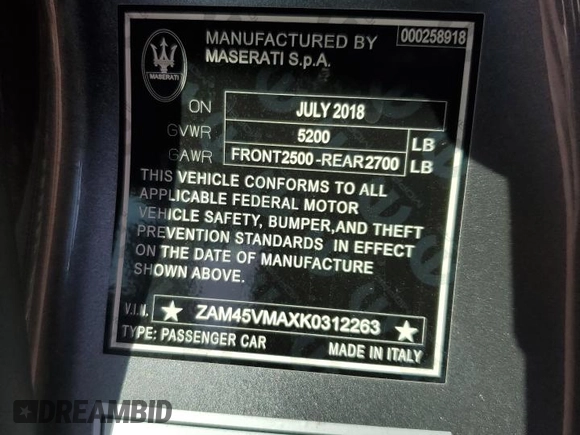 MANUFACTURED BY 000258918
MASERATI S.p.A.
MASERATI
ON JULY 2018
GVWR 5200 LB
GAWR FRONT2500-REAR2700 LB
THIS VEHICLE CONFORMS TO ALL
APPLICABLE FEDERAL MOTOR
VEHICLE SAFETY, BUMPER,AND THEFT
PREVENTION STANDARDS IN EFFECT
ON THE DATE OF MANUFACTURE
SHOWN ABOVE.
V.I.N. ★ ZAM45VMAXK0312263 ★
TYPE: PASSENGER CAR MADE IN ITALY
DREAMBID